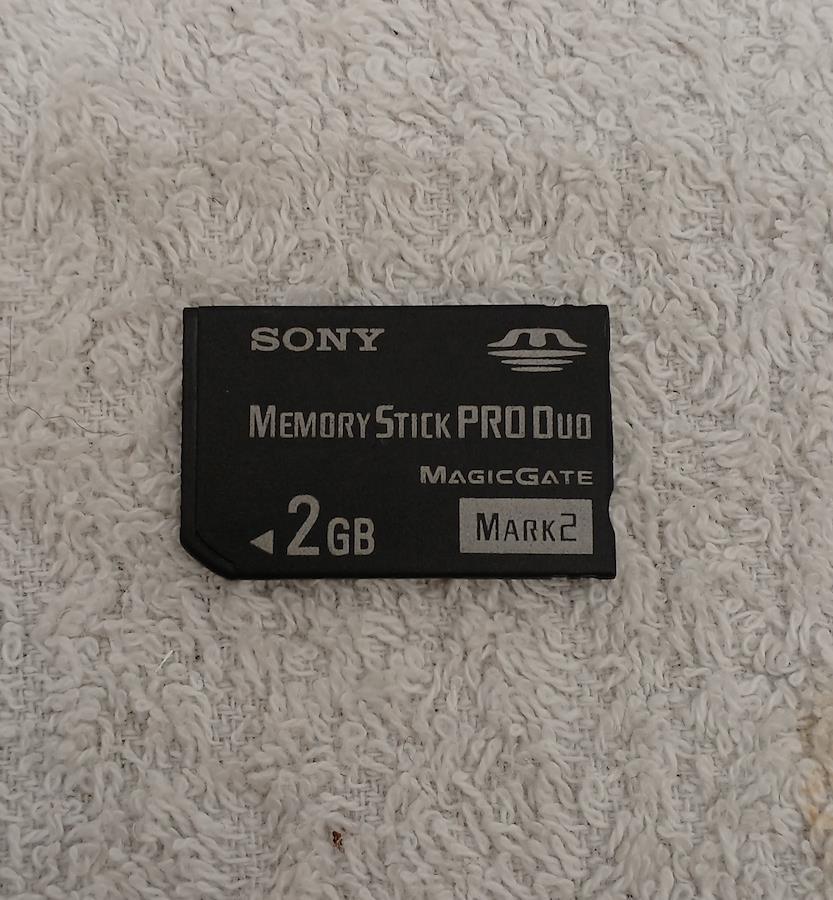 SONY
MEMORY STICK PRO DUO
MAGICGATE
2GB
MARK2